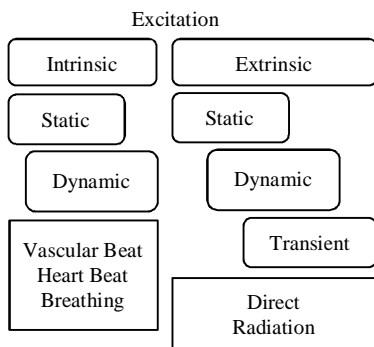 Excitation
Intrinsic
Extrinsic
Static
Static
Dynamic
Dynamic
Vascular Beat
Heart Beat
Breathing
Transient
Direct
Radiation